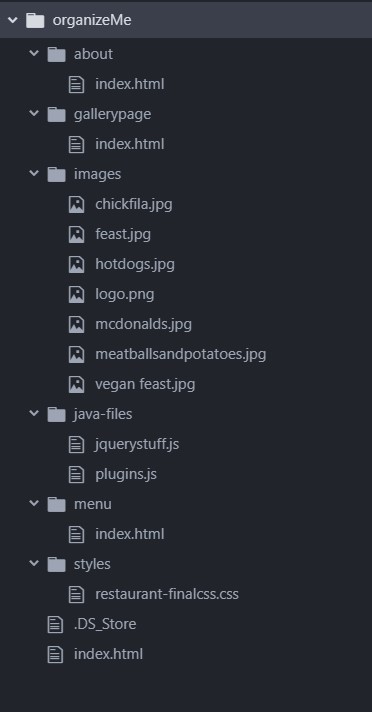 organizeMe
about
index.html
gallerypage
index.html
images
chickfila.jpg
feast.jpg
hotdogs.jpg
logo.png
mcdonalds.jpg
meatballsandpotatoes.jpg
vegan feast.jpg
java-files
jquerystuff.js
plugins.js
menu
index.html
styles
restaurant-finalcss.css
.DS_Store
index.html